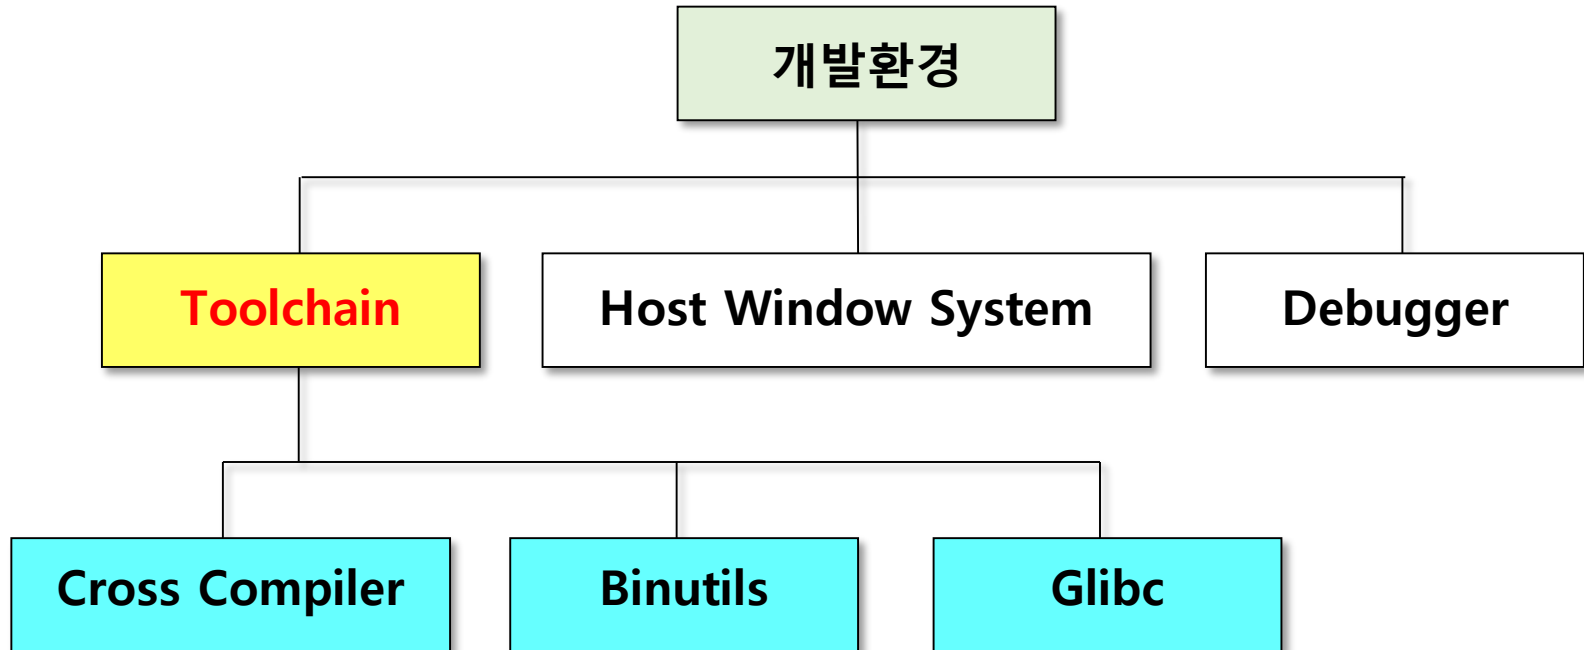 개발환경
Toolchain
Host Window System
Debugger
Cross Compiler
Binutils
Glibc